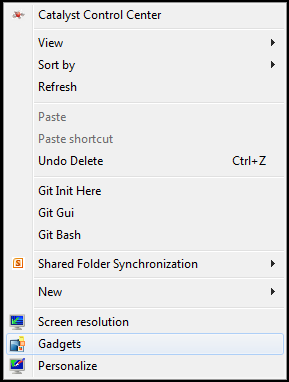 Catalyst Control Center
View
Sort by
Refresh
Paste
Paste shortcut
Undo Delete Ctrl+Z
Git Init Here
Git Gui
Git Bash
Shared Folder Synchronization
New
Screen resolution
Gadgets
Personalize